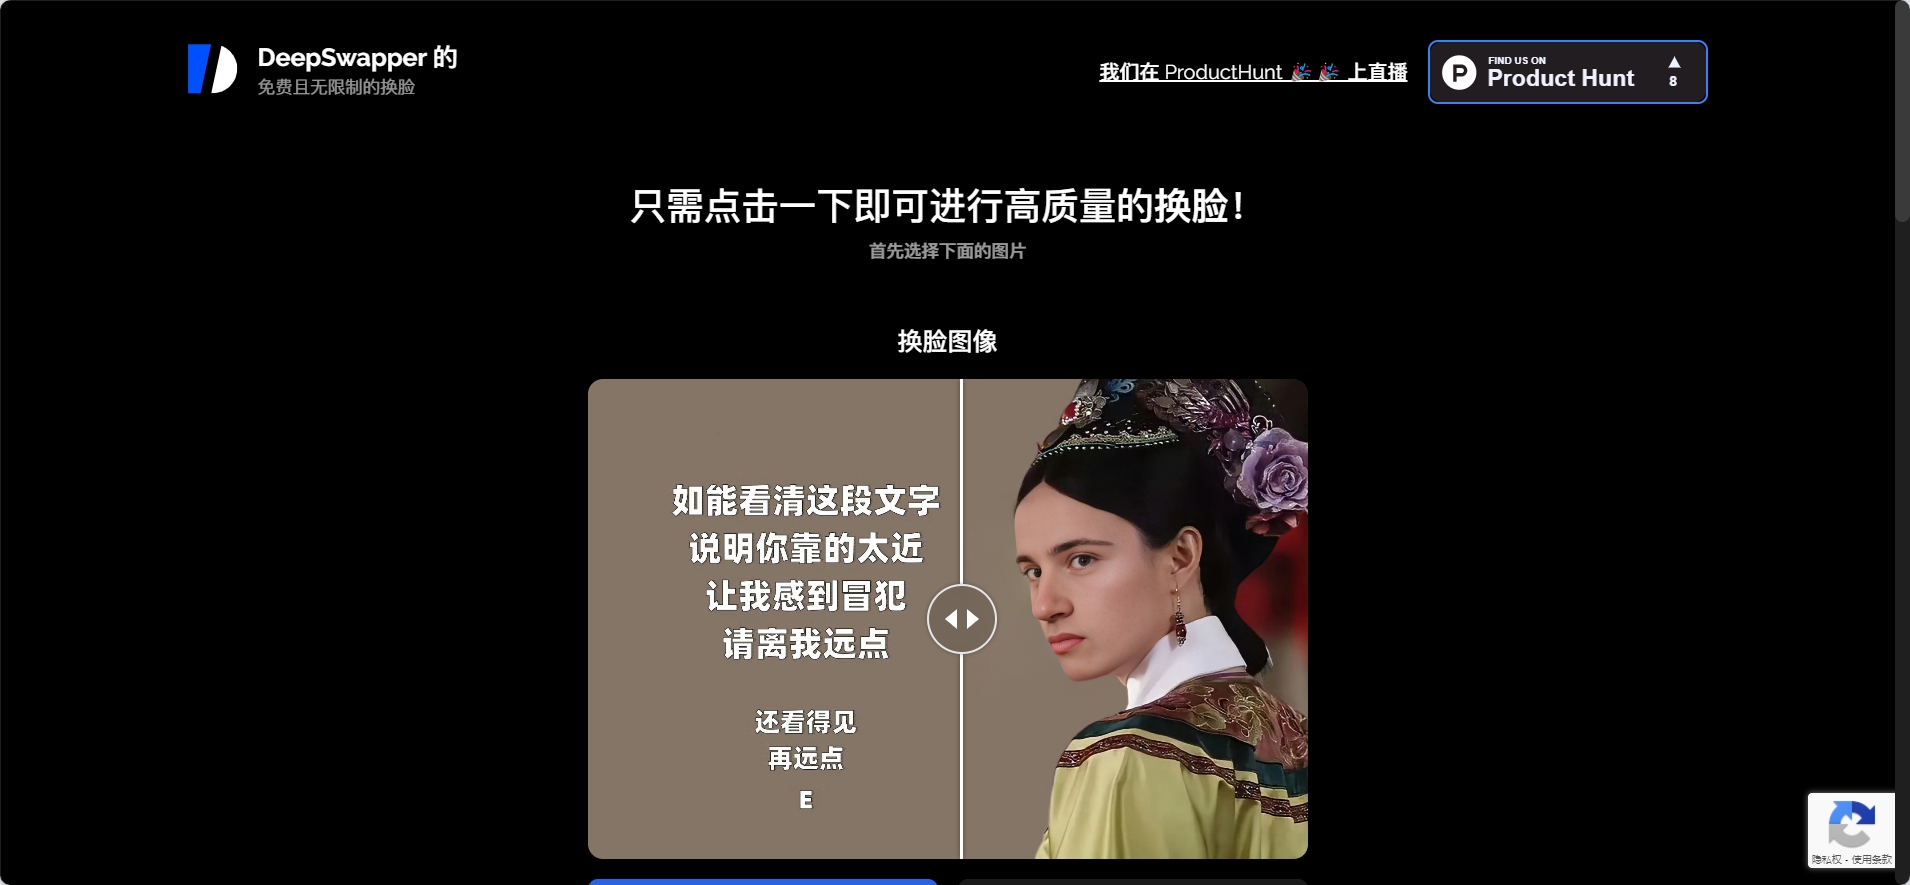 DeepSwapper 的
免费且无限制的换脸
我们在 ProductHunt 🎉 🎉 上直播
P
FIND US ON
Product Hunt
▲
8
只需点击一下即可进行高质量的换脸！
首先选择下面的图片
换脸图像
如能看清这段文字
说明你靠的太近
让我感到冒犯
请离我远点
还看得见
再远点
E
隐私权 - 使用条款